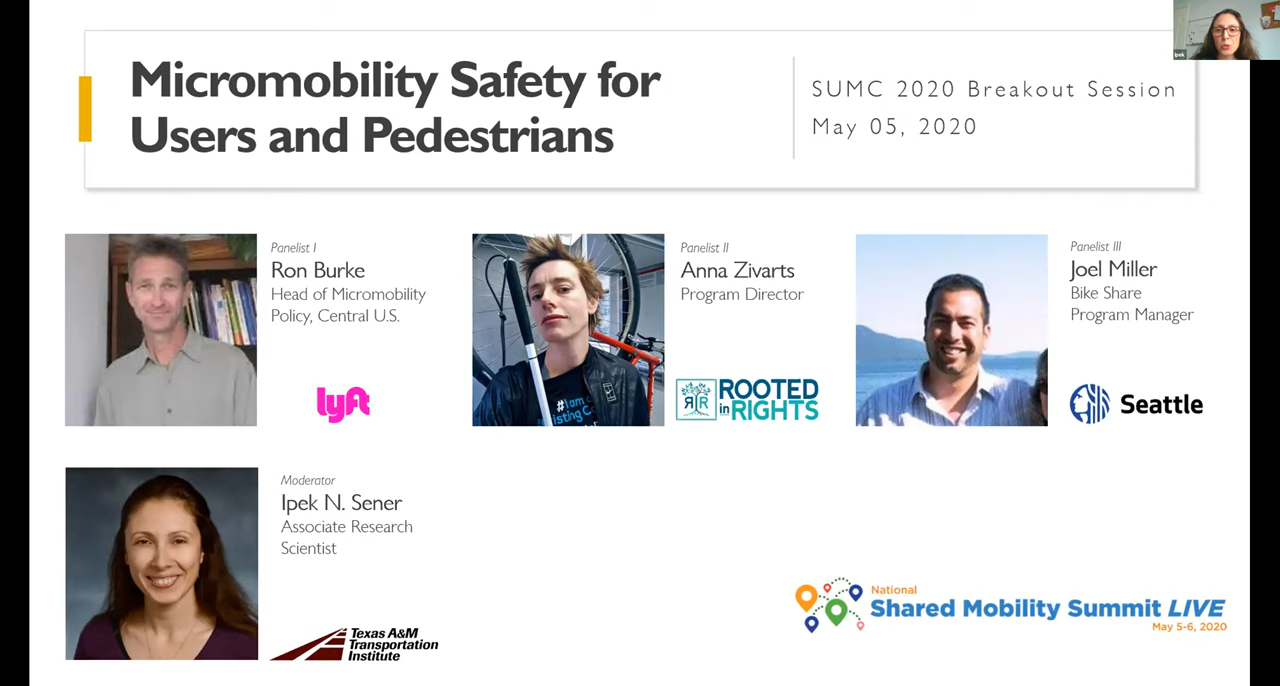 Micromobility Safety for
Users and Pedestrians
SUMC 2020 Breakout Session
May 05, 2020
Ipek
Panelist I
Ron Burke
Head of Micromobility
Policy, Central U.S.
lyft
Panelist II
Anna Zivarts
Program Director
#I am
RiR
ROOTED
in RIGHTS
Panelist III
Joel Miller
Bike Share
Program Manager
Seattle
Moderator
Ipek N. Sener
Associate Research
Scientist
Texas A&M
Transportation
Institute
National
Shared Mobility Summit LIVE
May 5-6, 2020